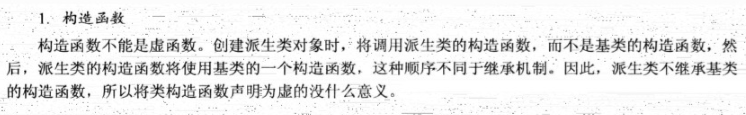 1. 构造函数
构造函数不能是虚函数。创建派生类对象时，将调用派生类的构造函数，而不是基类的构造函数，然
后，派生类的构造函数将使用基类的一个构造函数，这种顺序不同于继承机制。因此，派生类不继承基类
的构造函数，所以将类构造函数声明为虚的没什么意义。